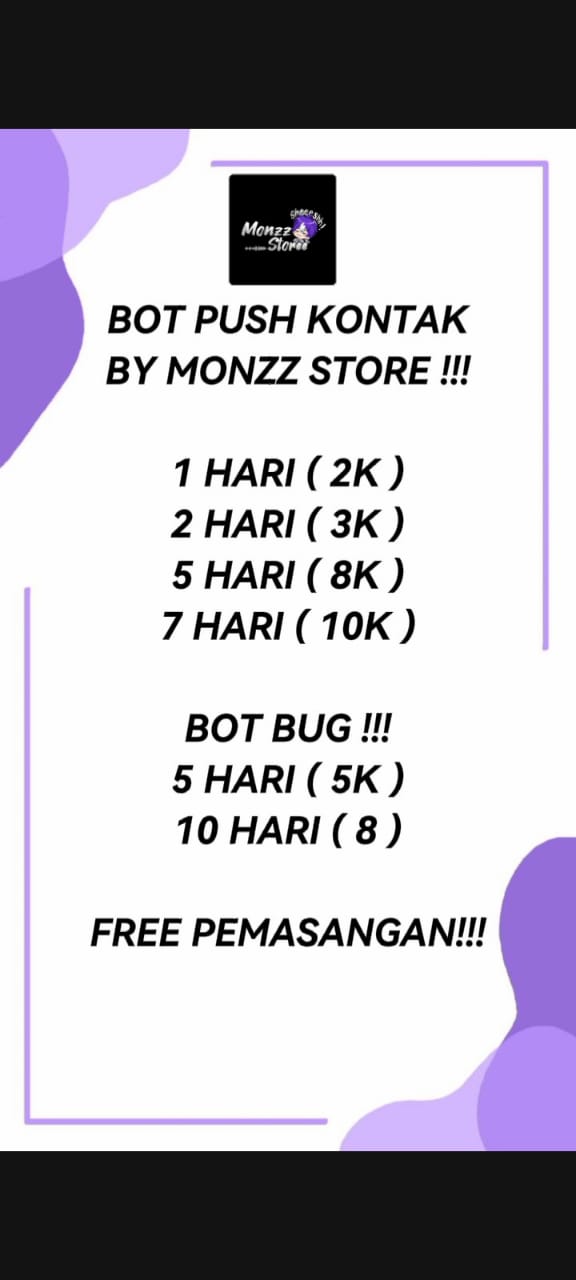 Sheeessh!
Monzz
Storee
BOT PUSH KONTAK
BY MONZZ STORE !!!
1 HARI ( 2K )
2 HARI ( 3K )
5 HARI ( 8K )
7 HARI ( 10K )
BOT BUG !!!
5 HARI ( 5K )
10 HARI ( 8 )
FREE PEMASANGAN!!!